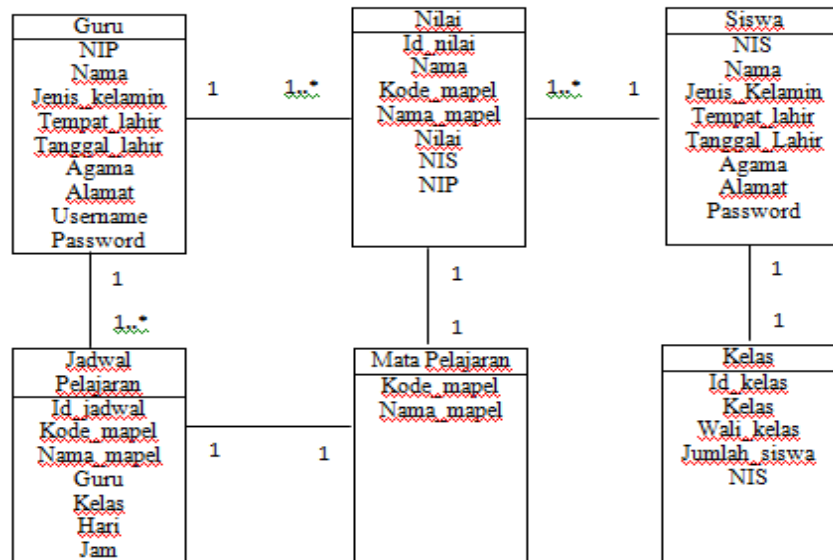 Guru
NIP
Nama
Jenis_kelamin
Tempat_lahir
Tanggal_lahir
Agama
Alamat
Username
Password
1
1..*
Nilai
Id_nilai
Nama
Kode_mapel
Nama_mapel
Nilai
NIS
NIP
1..*
1
Siswa
NIS
Nama
Jenis_Kelamin
Tempat_lahir
Tanggal_Lahir
Agama
Alamat
Password
1
1..*
1
1
1
1
Jadwal
Pelajaran
Id_jadwal
Kode_mapel
Nama_mapel
Guru
Kelas
Hari
Jam
1
1
Mata Pelajaran
Kode_mapel
Nama_mapel
Kelas
Id_kelas
Kelas
Wali_kelas
Jumlah_siswa
NIS